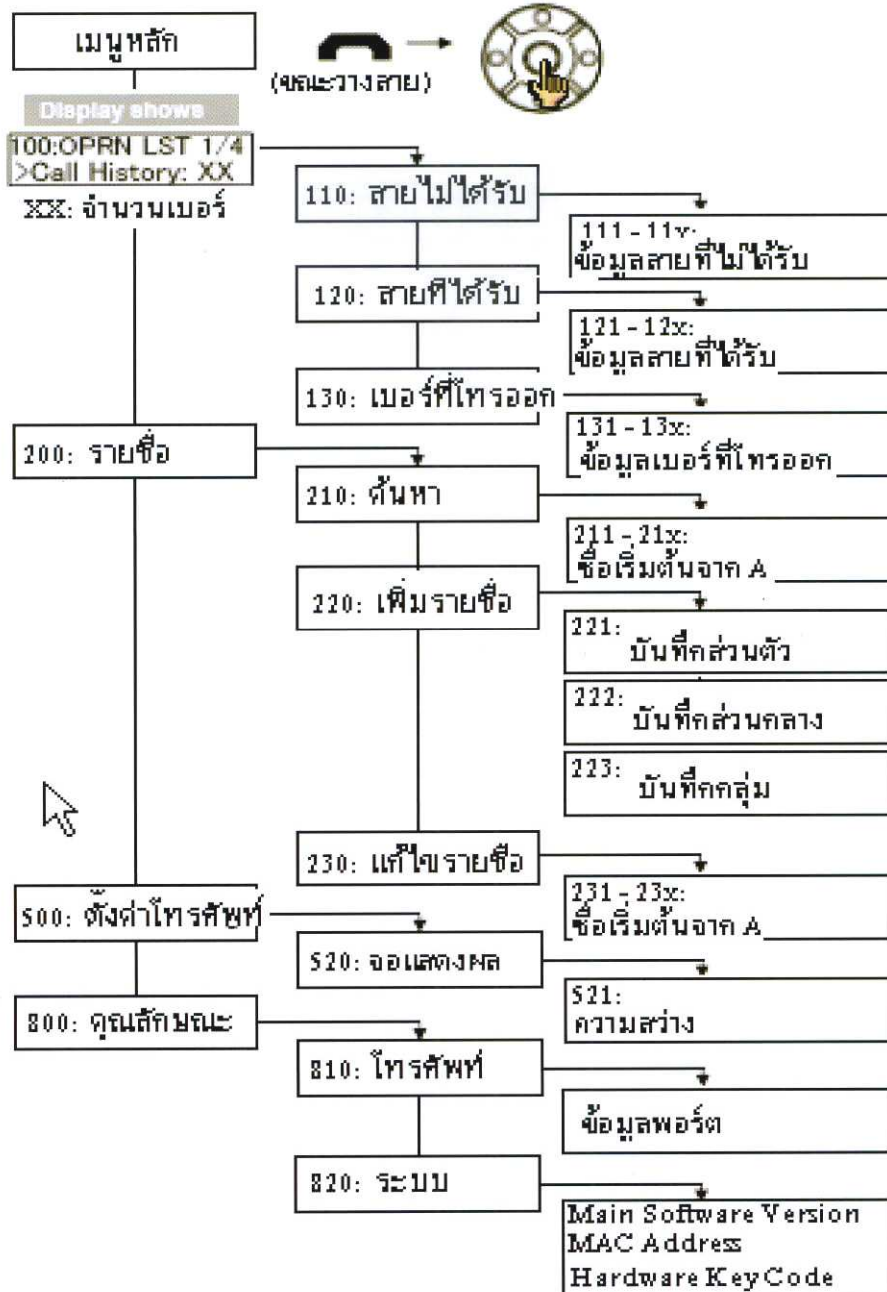 เมนูหลัก
(ขณะวางสาย)
Display shows
100:OPRN LST 1/4
>Call History: XX
XX: จำนวนเบอร์
110: สายไม่ได้รับ
111 - 11x:
ข้อมูลสายที่ไม่ได้รับ
120: สายที่ได้รับ
121 - 12x:
ข้อมูลสายที่ได้รับ
130: เบอร์ที่โทรออก
131 - 13x:
ข้อมูลเบอร์ที่โทรออก
200: รายชื่อ
210: ค้นหา
211 - 21x:
ชื่อเริ่มต้นจาก A
220: เพิ่มรายชื่อ
221:
บันทึกส่วนตัว
222:
บันทึกส่วนกลาง
223:
บันทึกกลุ่ม
230: แก้ไขรายชื่อ
231 - 23x:
ชื่อเริ่มต้นจาก A
500: ตั้งค่าโทรศัพท์
520: จอแสดงผล
521:
ความสว่าง
800: คุณลักษณะ
810: โทรศัพท์
ข้อมูลพอร์ต
820: ระบบ
Main Software Version
MAC Address
Hardware Key Code